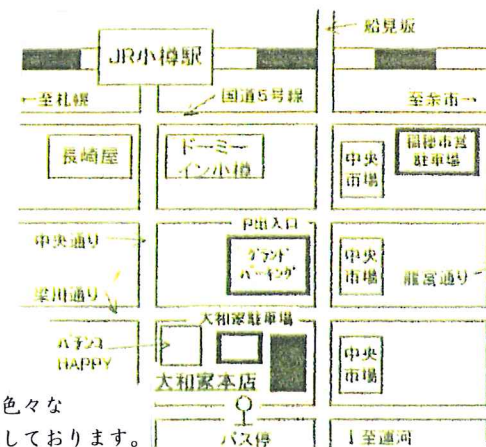 船見坂
JR小樽駅
←至札幌
国道5号線
至余市→
長崎屋
ドーミー
イン小樽
中央
市場
稲穂市営
駐車場
中央通り
P出入口
グランド
パーキング
中央
市場
龍宮通り
梁川通り
大和家駐車場
パチンコ
HAPPY
大和家本店
中央
市場
色々な
しております。
バス停
↓至運河